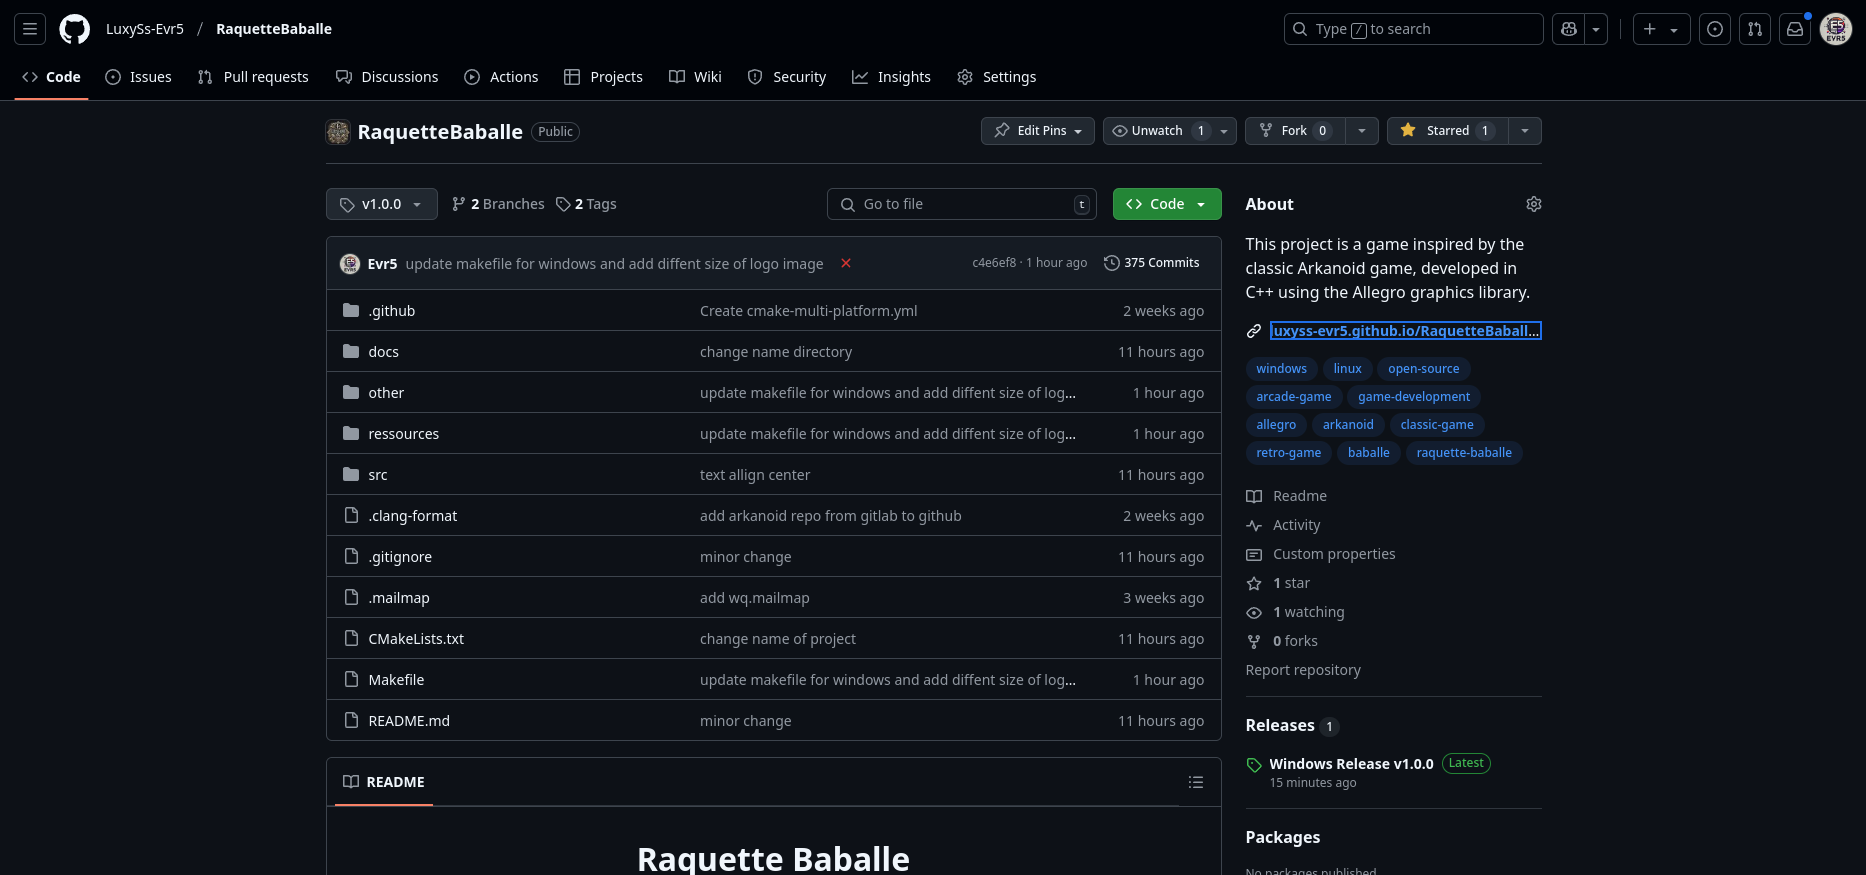 LuxySs-Evr5 / RaquetteBaballe
Type / to search
Code Issues Pull requests Discussions Actions Projects Wiki Security Insights Settings
RaquetteBaballe Public
Edit Pins Unwatch 1 Fork 0 Starred 1
v1.0.0 2 Branches 2 Tags Go to file t Code
Evr5 update makefile for windows and add diffent size of logo image c4e6ef8 · 1 hour ago 375 Commits
.github Create cmake-multi-platform.yml 2 weeks ago
docs change name directory 11 hours ago
other update makefile for windows and add diffent size of log... 1 hour ago
ressources update makefile for windows and add diffent size of log... 1 hour ago
src text allign center 11 hours ago
.clang-format add arkanoid repo from gitlab to github 2 weeks ago
.gitignore minor change 11 hours ago
.mailmap add wq.mailmap 3 weeks ago
CMakeLists.txt change name of project 11 hours ago
Makefile update makefile for windows and add diffent size of log... 1 hour ago
README.md minor change 11 hours ago
README
Raquette Baballe
About
This project is a game inspired by the
classic Arkanoid game, developed in
C++ using the Allegro graphics library.
luxyss-evr5.github.io/RaquetteBaball...
windows linux open-source
arcade-game game-development
allegro arkanoid classic-game
retro-game baballe raquette-baballe
Readme
Activity
Custom properties
1 star
1 watching
0 forks
Report repository
Releases 1
Windows Release v1.0.0 Latest
15 minutes ago
Packages
No packages published